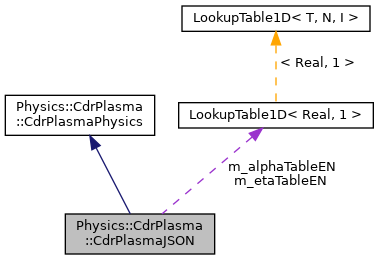 LookupTable1D< T, N, I >
< Real, 1 >
Physics::CdrPlasma
::CdrPlasmaPhysics
LookupTable1D< Real, 1 >
m_alphaTableEN
m_etaTableEN
Physics::CdrPlasma
::CdrPlasmaJSON